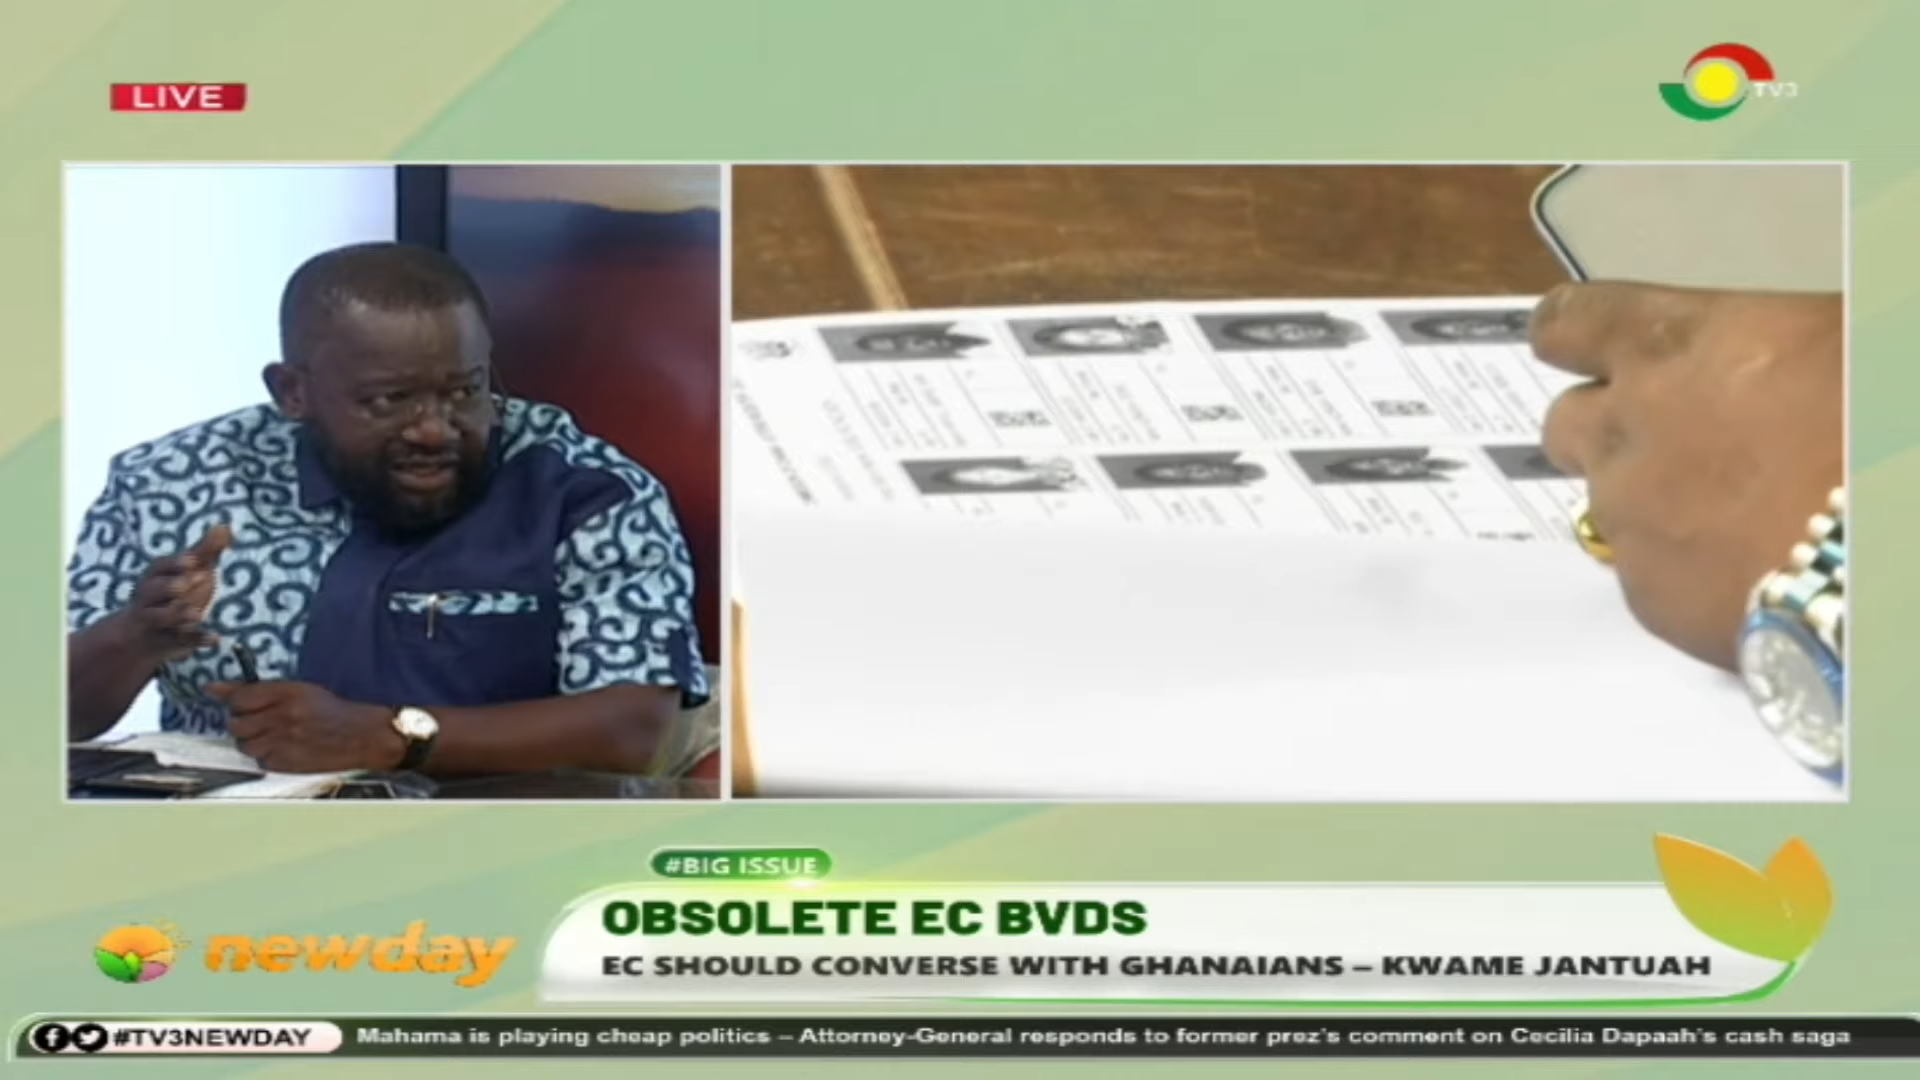 LIVE
TV3
#BIG ISSUE
newday
OBSOLETE EC BVDS
EC SHOULD CONVERSE WITH GHANAIANS – KWAME JANTUAH
#TV3NEWDAY
Mahama is playing cheap politics – Attorney-General responds to former prez's comment on Cecilia Dapaah's cash saga